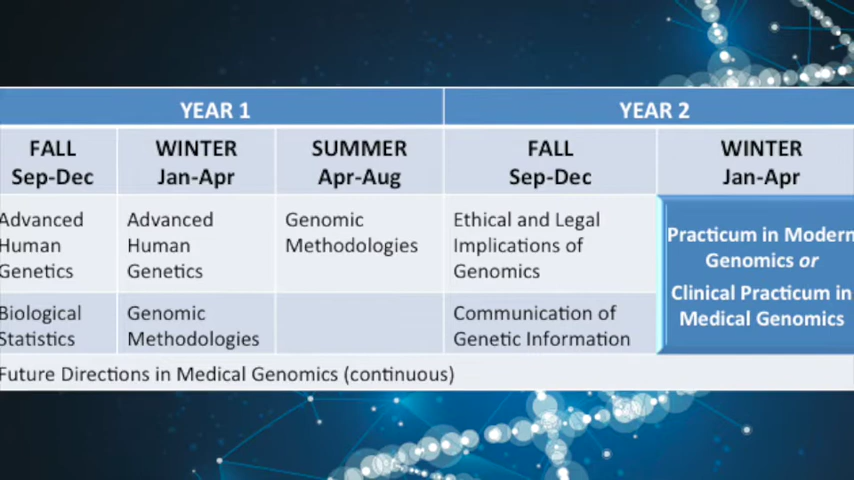 YEAR 1
YEAR 2
FALL
Sep-Dec
WINTER
Jan-Apr
SUMMER
Apr-Aug
FALL
Sep-Dec
WINTER
Jan-Apr
Advanced
Human
Genetics
Advanced
Human
Genetics
Genomic
Methodologies
Ethical and Legal
Implications of
Genomics
Practicum in Modern
Genomics or
Clinical Practicum in
Medical Genomics
Biological
Statistics
Genomic
Methodologies
Communication of
Genetic Information
Future Directions in Medical Genomics (continuous)